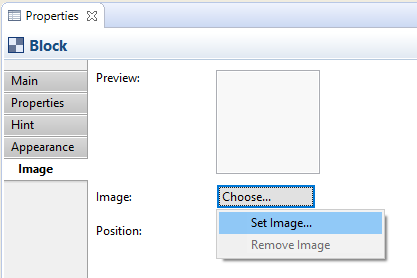 Properties
Block
Main
Properties
Hint
Appearance
Image
Preview:
Image:
Choose...
Set Image...
Remove Image
Position: